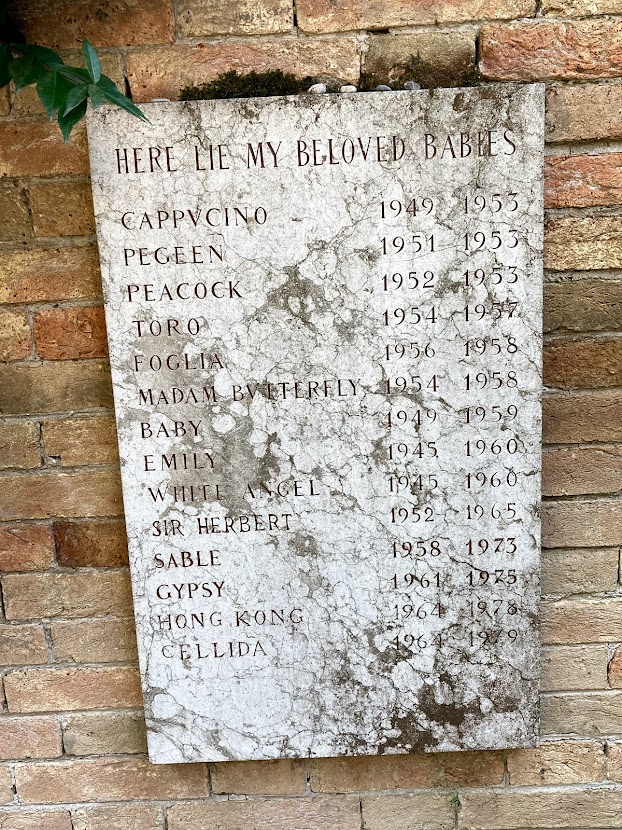 HERE LIE MY BELOVED BABIES
CAPPVCINO 1949 1953
PEGEEN 1951 1953
PEACOCK 1952 1953
TORO 1954 1957
FOGLIA 1956 1958
MADAM BVTTERFLY 1954 1958
BABY 1949 1959
EMILY 1945 1960
WHITE ANGEL 1945 1960
SIR HERBERT 1952 1965
SABLE 1958 1973
GYPSY 1961 1975
HONG KONG 1964 1978
CELLIDA 1964 1979